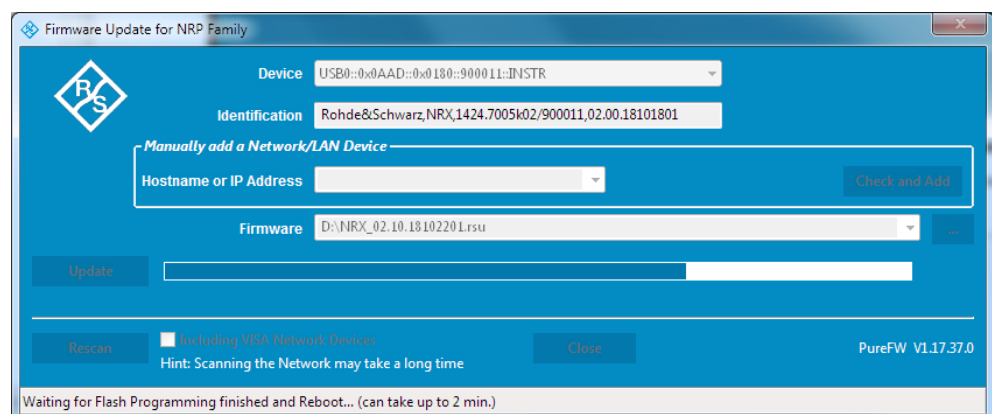 Firmware Update for NRP Family
R S
Device USB0::0x0AAD::0x0180::900011::INSTR
Identification Rohde&Schwarz,NRX,1424.7005k02/900011,02.00.18101801
Manually add a Network/LAN Device
Hostname or IP Address Check and Add
Firmware D:\NRX_02.10.18102201.rsu ...
Update
Rescan Including VISA Network Devices Close PureFW V1.17.37.0
Hint: Scanning the Network may take a long time
Waiting for Flash Programming finished and Reboot... (can take up to 2 min.)